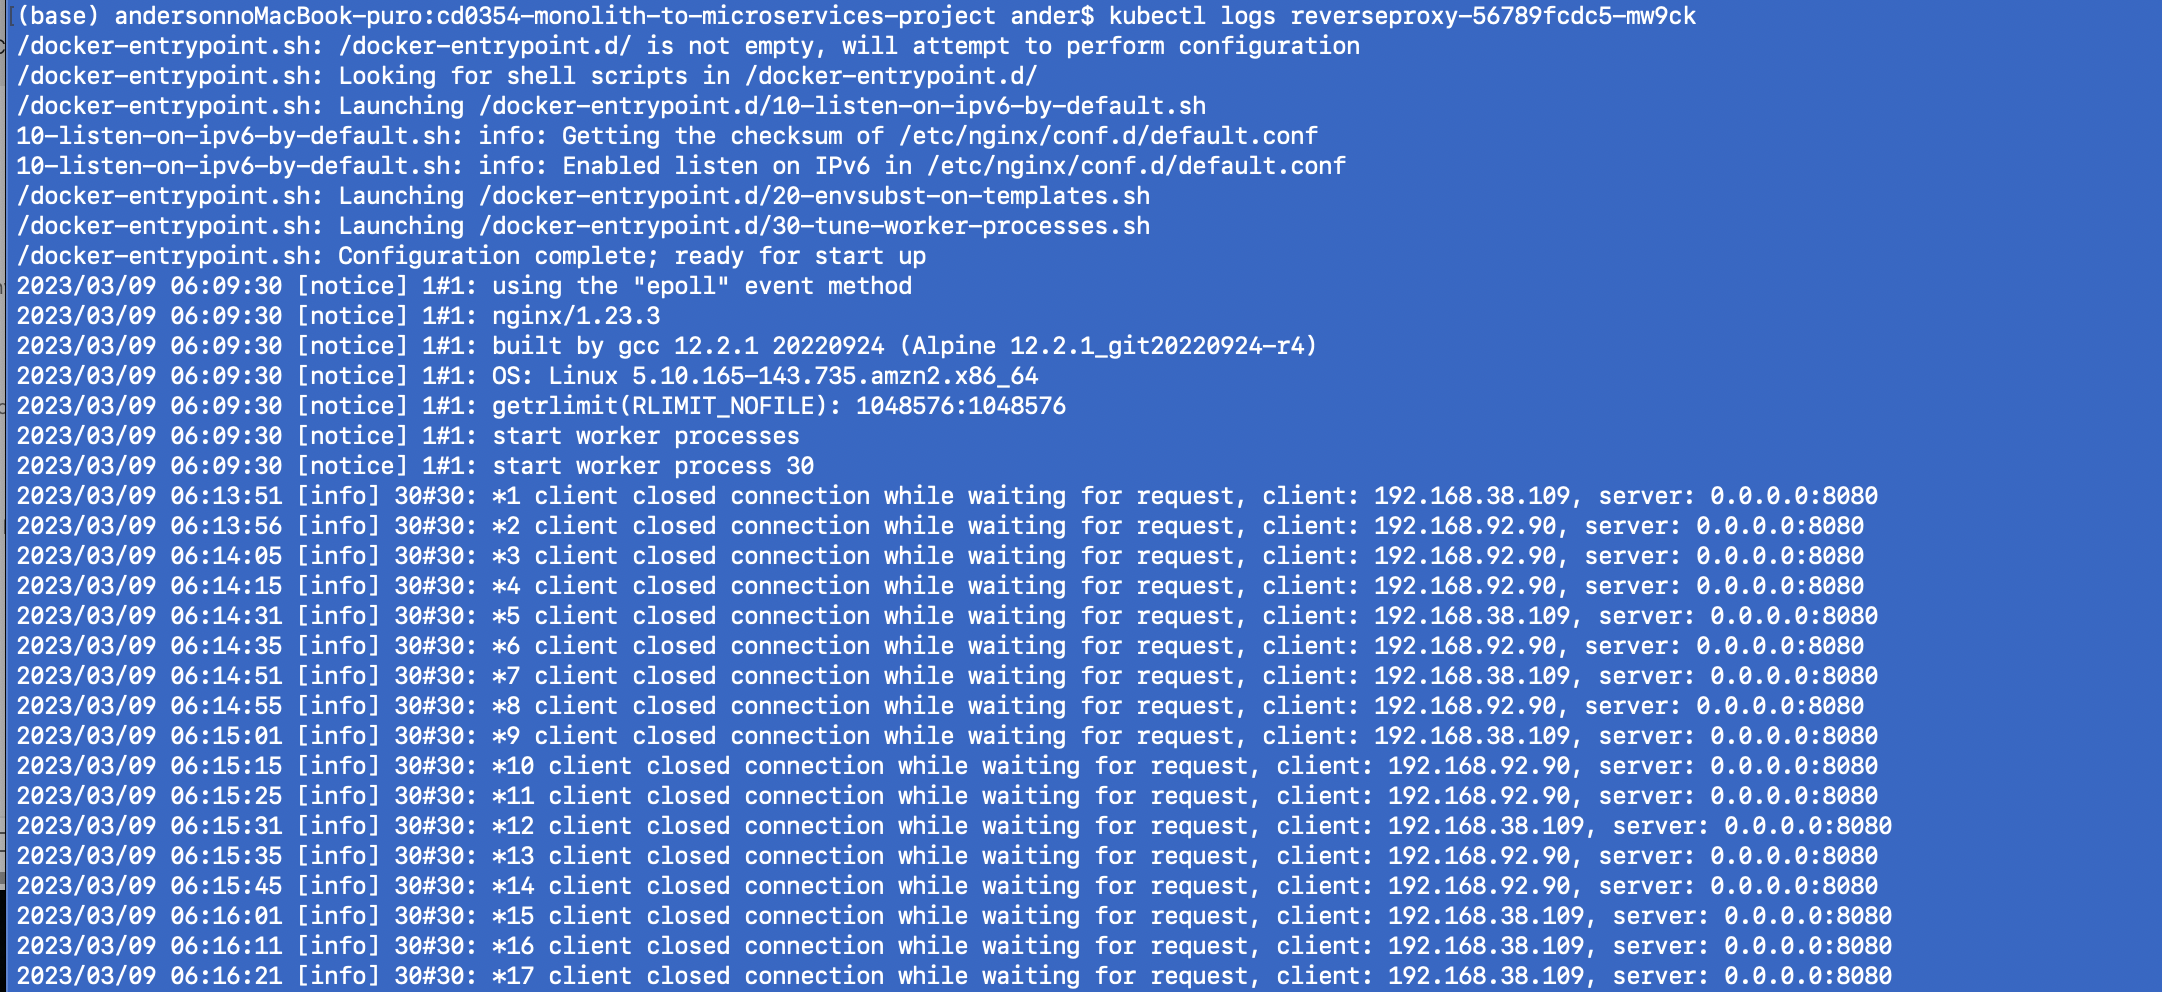 (base) andersonnoMacBook-puro:cd0354-monolith-to-microservices-project ander$ kubectl logs reverseproxy-56789fcdc5-mw9ck
/docker-entrypoint.sh: /docker-entrypoint.d/ is not empty, will attempt to perform configuration
/docker-entrypoint.sh: Looking for shell scripts in /docker-entrypoint.d/
/docker-entrypoint.sh: Launching /docker-entrypoint.d/10-listen-on-ipv6-by-default.sh
10-listen-on-ipv6-by-default.sh: info: Getting the checksum of /etc/nginx/conf.d/default.conf
10-listen-on-ipv6-by-default.sh: info: Enabled listen on IPv6 in /etc/nginx/conf.d/default.conf
/docker-entrypoint.sh: Launching /docker-entrypoint.d/20-envsubst-on-templates.sh
/docker-entrypoint.sh: Launching /docker-entrypoint.d/30-tune-worker-processes.sh
/docker-entrypoint.sh: Configuration complete; ready for start up
2023/03/09 06:09:30 [notice] 1#1: using the "epoll" event method
2023/03/09 06:09:30 [notice] 1#1: nginx/1.23.3
2023/03/09 06:09:30 [notice] 1#1: built by gcc 12.2.1 20220924 (Alpine 12.2.1_git20220924-r4)
2023/03/09 06:09:30 [notice] 1#1: OS: Linux 5.10.165-143.735.amzn2.x86_64
2023/03/09 06:09:30 [notice] 1#1: getrlimit(RLIMIT_NOFILE): 1048576:1048576
2023/03/09 06:09:30 [notice] 1#1: start worker processes
2023/03/09 06:09:30 [notice] 1#1: start worker process 30
2023/03/09 06:13:51 [info] 30#30: *1 client closed connection while waiting for request, client: 192.168.38.109, server: 0.0.0.0:8080
2023/03/09 06:13:56 [info] 30#30: *2 client closed connection while waiting for request, client: 192.168.92.90, server: 0.0.0.0:8080
2023/03/09 06:14:05 [info] 30#30: *3 client closed connection while waiting for request, client: 192.168.92.90, server: 0.0.0.0:8080
2023/03/09 06:14:15 [info] 30#30: *4 client closed connection while waiting for request, client: 192.168.92.90, server: 0.0.0.0:8080
2023/03/09 06:14:31 [info] 30#30: *5 client closed connection while waiting for request, client: 192.168.38.109, server: 0.0.0.0:8080
2023/03/09 06:14:35 [info] 30#30: *6 client closed connection while waiting for request, client: 192.168.92.90, server: 0.0.0.0:8080
2023/03/09 06:14:51 [info] 30#30: *7 client closed connection while waiting for request, client: 192.168.38.109, server: 0.0.0.0:8080
2023/03/09 06:14:55 [info] 30#30: *8 client closed connection while waiting for request, client: 192.168.92.90, server: 0.0.0.0:8080
2023/03/09 06:15:01 [info] 30#30: *9 client closed connection while waiting for request, client: 192.168.38.109, server: 0.0.0.0:8080
2023/03/09 06:15:15 [info] 30#30: *10 client closed connection while waiting for request, client: 192.168.92.90, server: 0.0.0.0:8080
2023/03/09 06:15:25 [info] 30#30: *11 client closed connection while waiting for request, client: 192.168.92.90, server: 0.0.0.0:8080
2023/03/09 06:15:31 [info] 30#30: *12 client closed connection while waiting for request, client: 192.168.38.109, server: 0.0.0.0:8080
2023/03/09 06:15:35 [info] 30#30: *13 client closed connection while waiting for request, client: 192.168.92.90, server: 0.0.0.0:8080
2023/03/09 06:15:45 [info] 30#30: *14 client closed connection while waiting for request, client: 192.168.92.90, server: 0.0.0.0:8080
2023/03/09 06:16:01 [info] 30#30: *15 client closed connection while waiting for request, client: 192.168.38.109, server: 0.0.0.0:8080
2023/03/09 06:16:11 [info] 30#30: *16 client closed connection while waiting for request, client: 192.168.38.109, server: 0.0.0.0:8080
2023/03/09 06:16:21 [info] 30#30: *17 client closed connection while waiting for request, client: 192.168.38.109, server: 0.0.0.0:8080